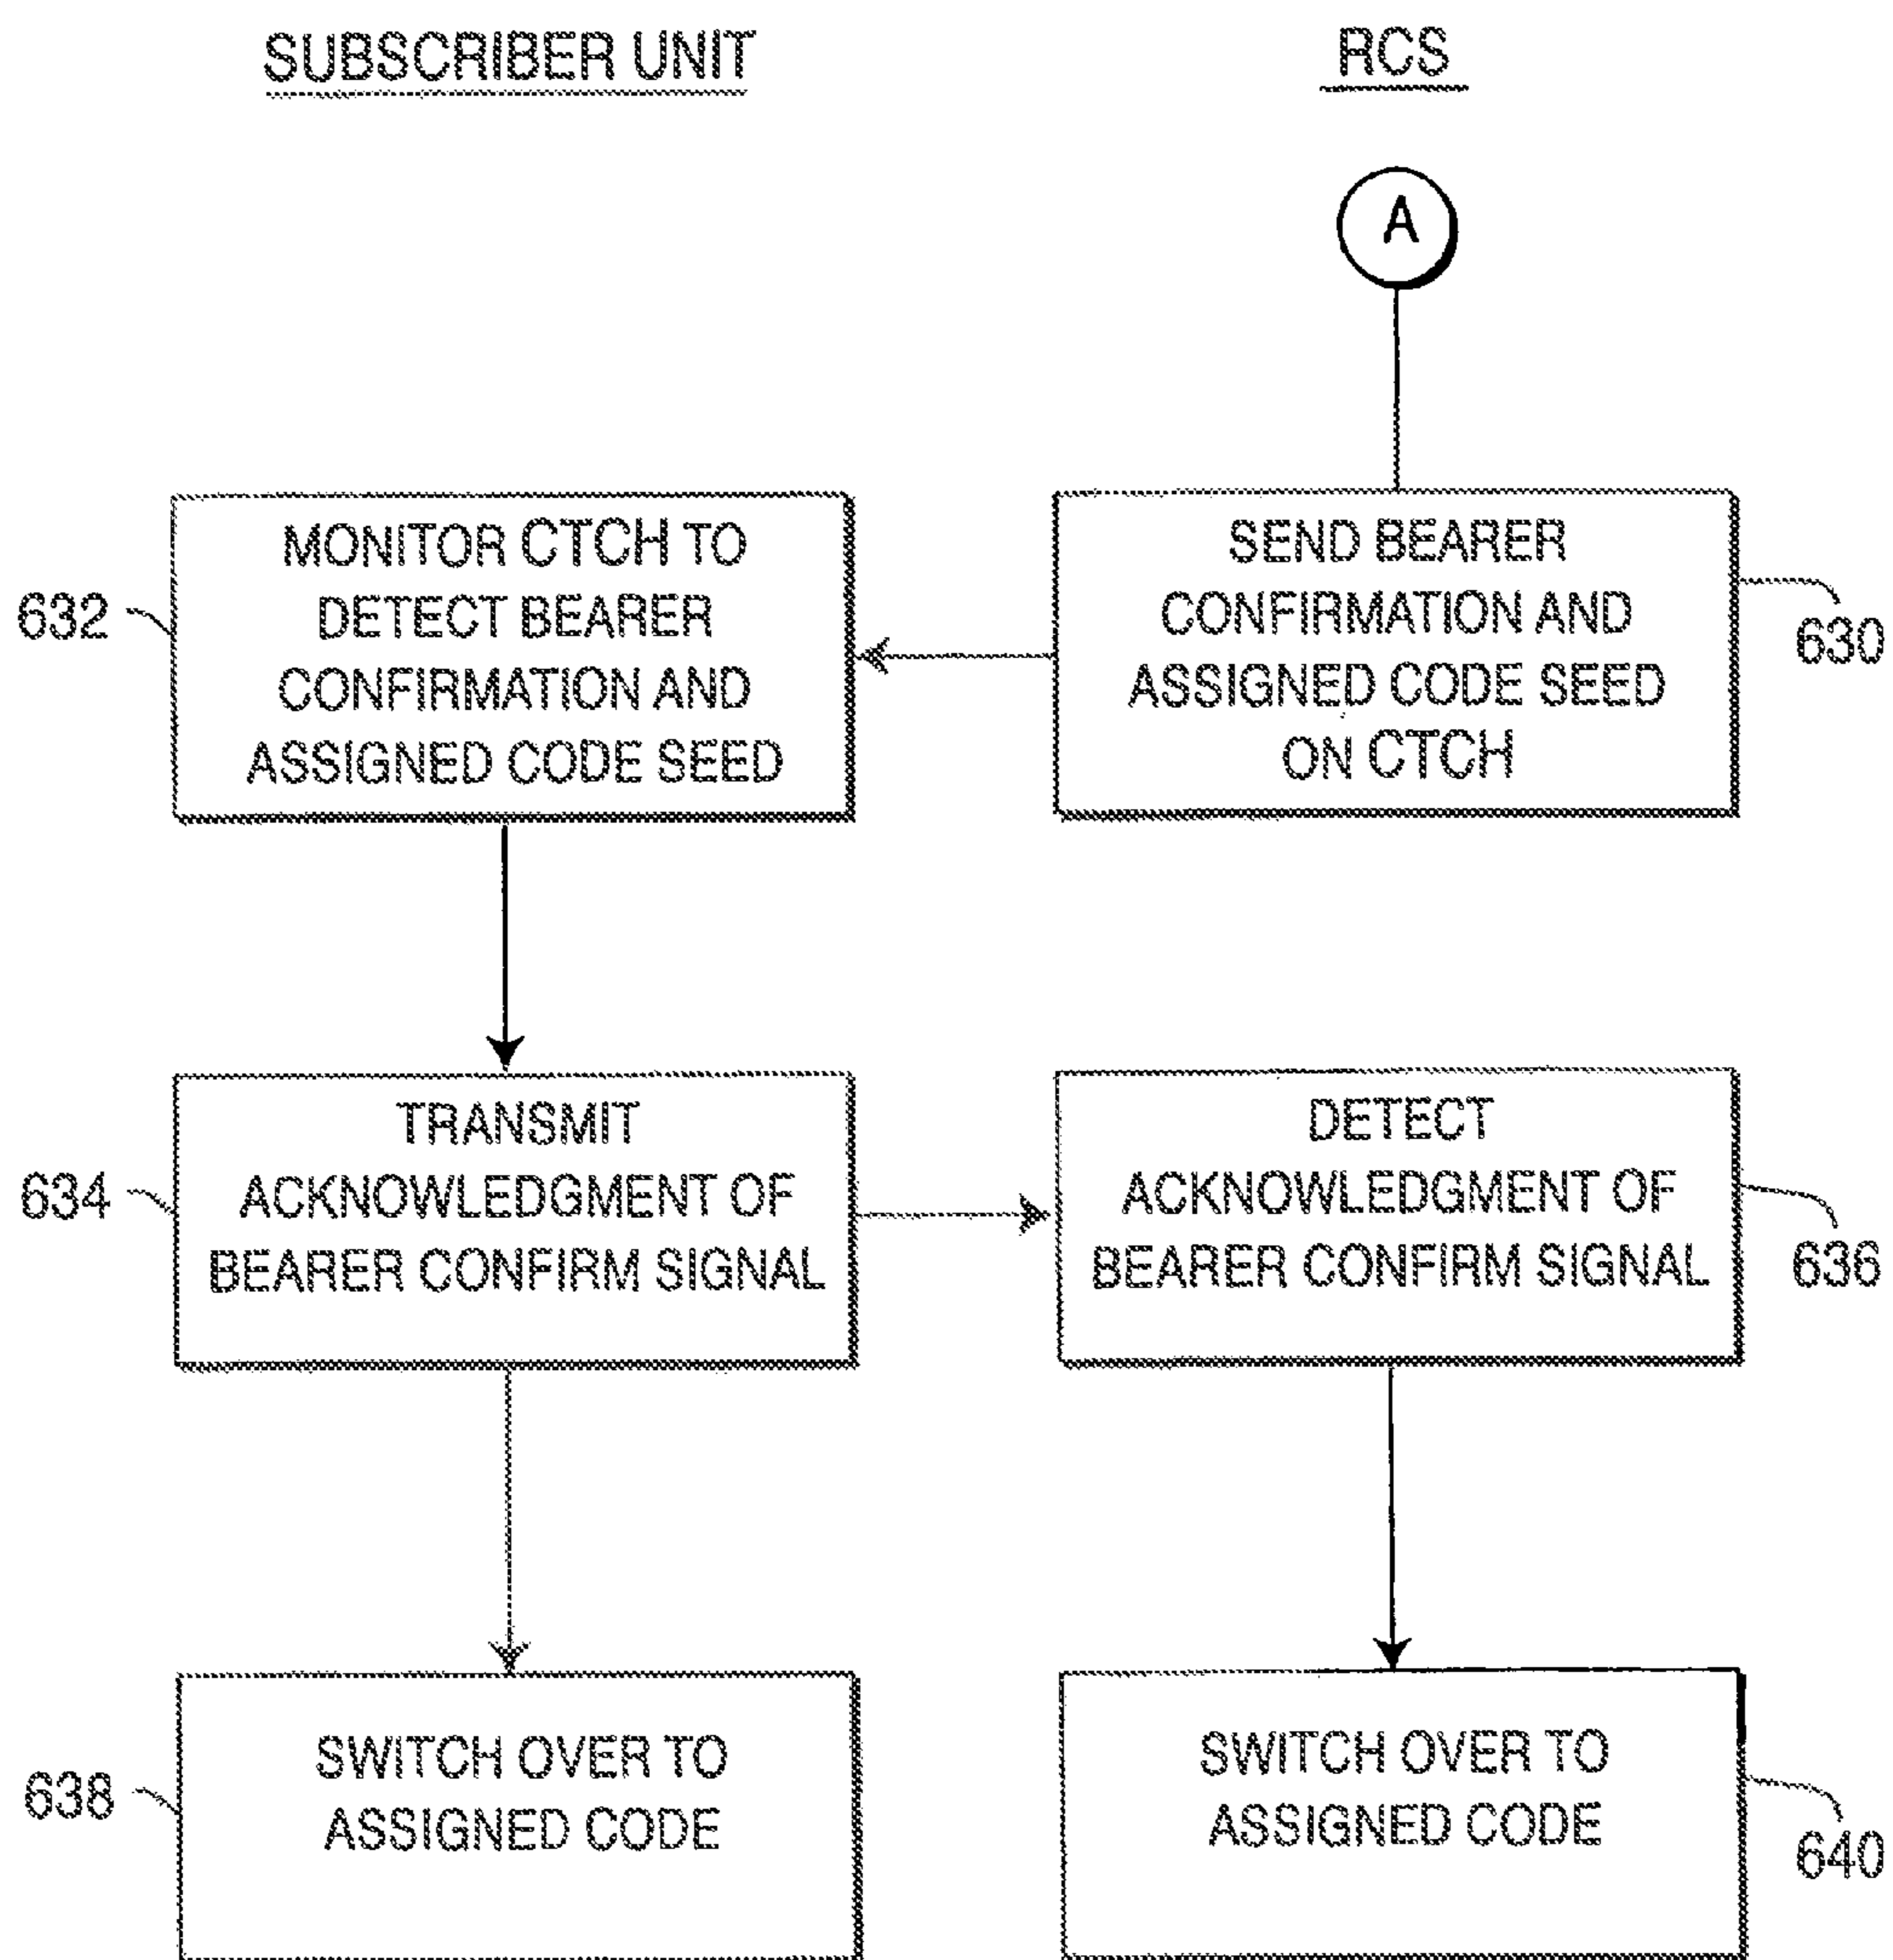 SUBSCRIBER UNIT
RCS
A
MONITOR CTCH TO
DETECT BEARER
CONFIRMATION AND
ASSIGNED CODE SEED
632
SEND BEARER
CONFIRMATION AND
ASSIGNED CODE SEED
ON CTCH
630
TRANSMIT
ACKNOWLEDGMENT OF
BEARER CONFIRM SIGNAL
634
DETECT
ACKNOWLEDGMENT OF
BEARER CONFIRM SIGNAL
636
SWITCH OVER TO
ASSIGNED CODE
638
SWITCH OVER TO
ASSIGNED CODE
640